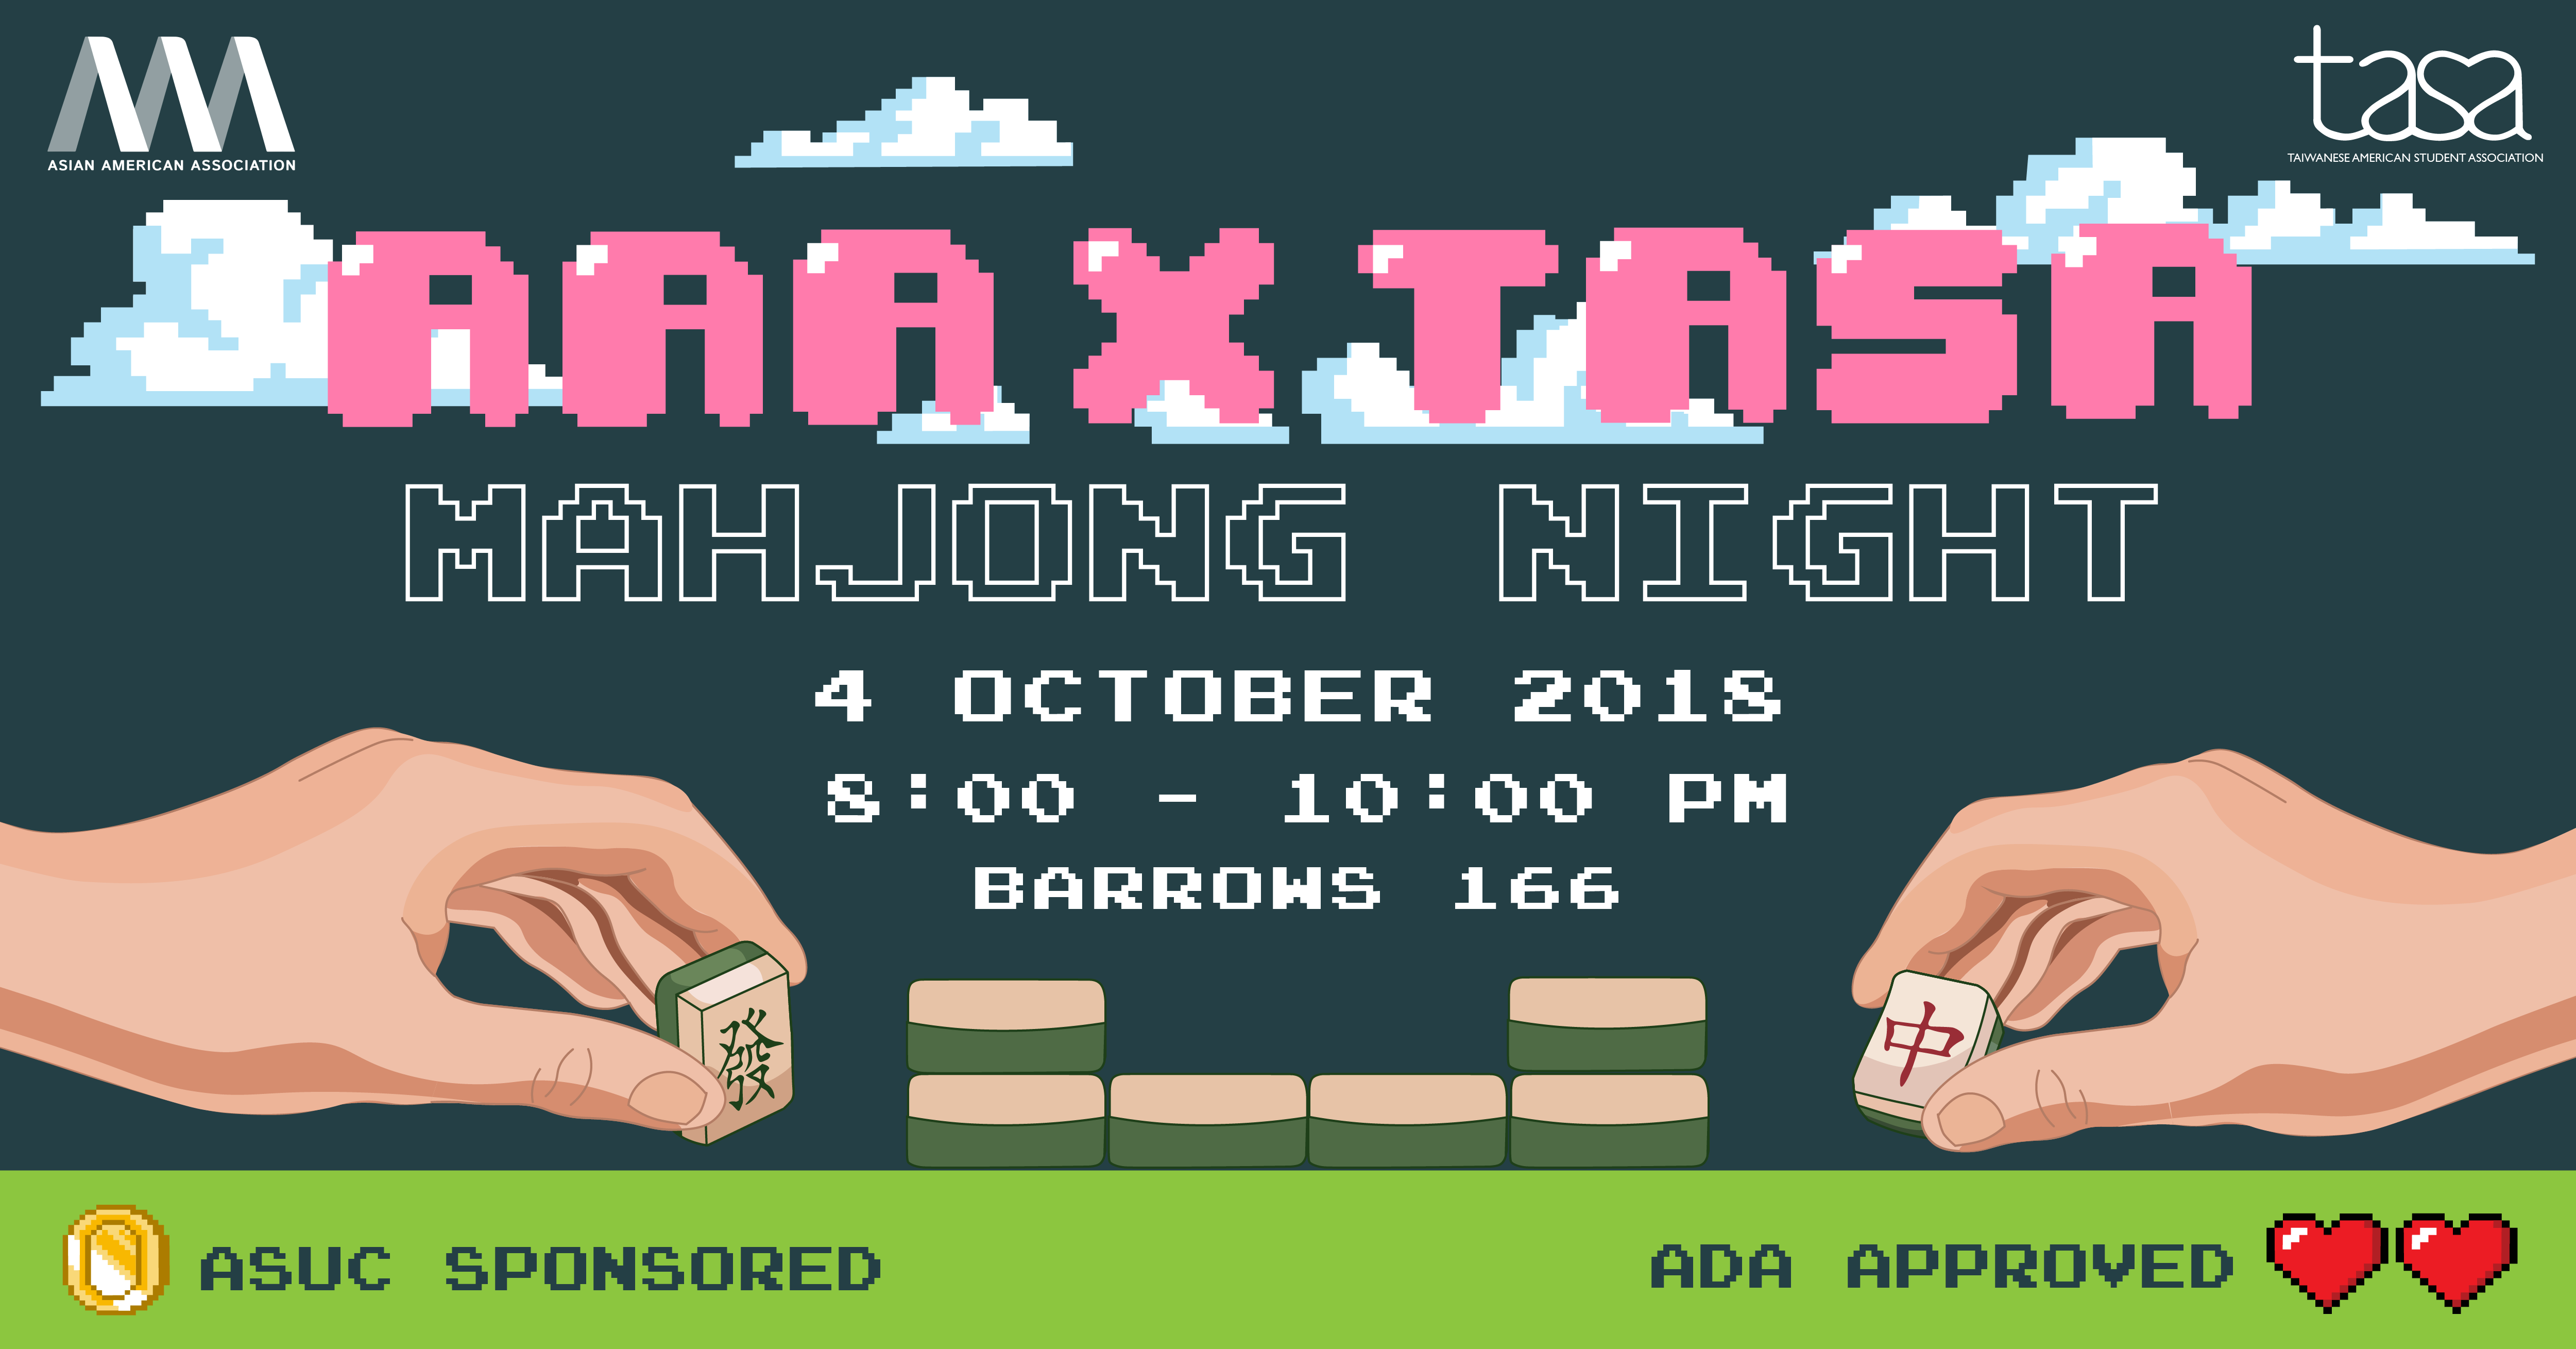 ASIAN AMERICAN ASSOCIATION
tasa
TAIWANESE AMERICAN STUDENT ASSOCIATION
AAA X TASA
MAHJONG NIGHT
4 OCTOBER 2018
8:00 - 10:00 PM
BARROWS 166
發
中
ASUC SPONSORED
ADA APPROVED